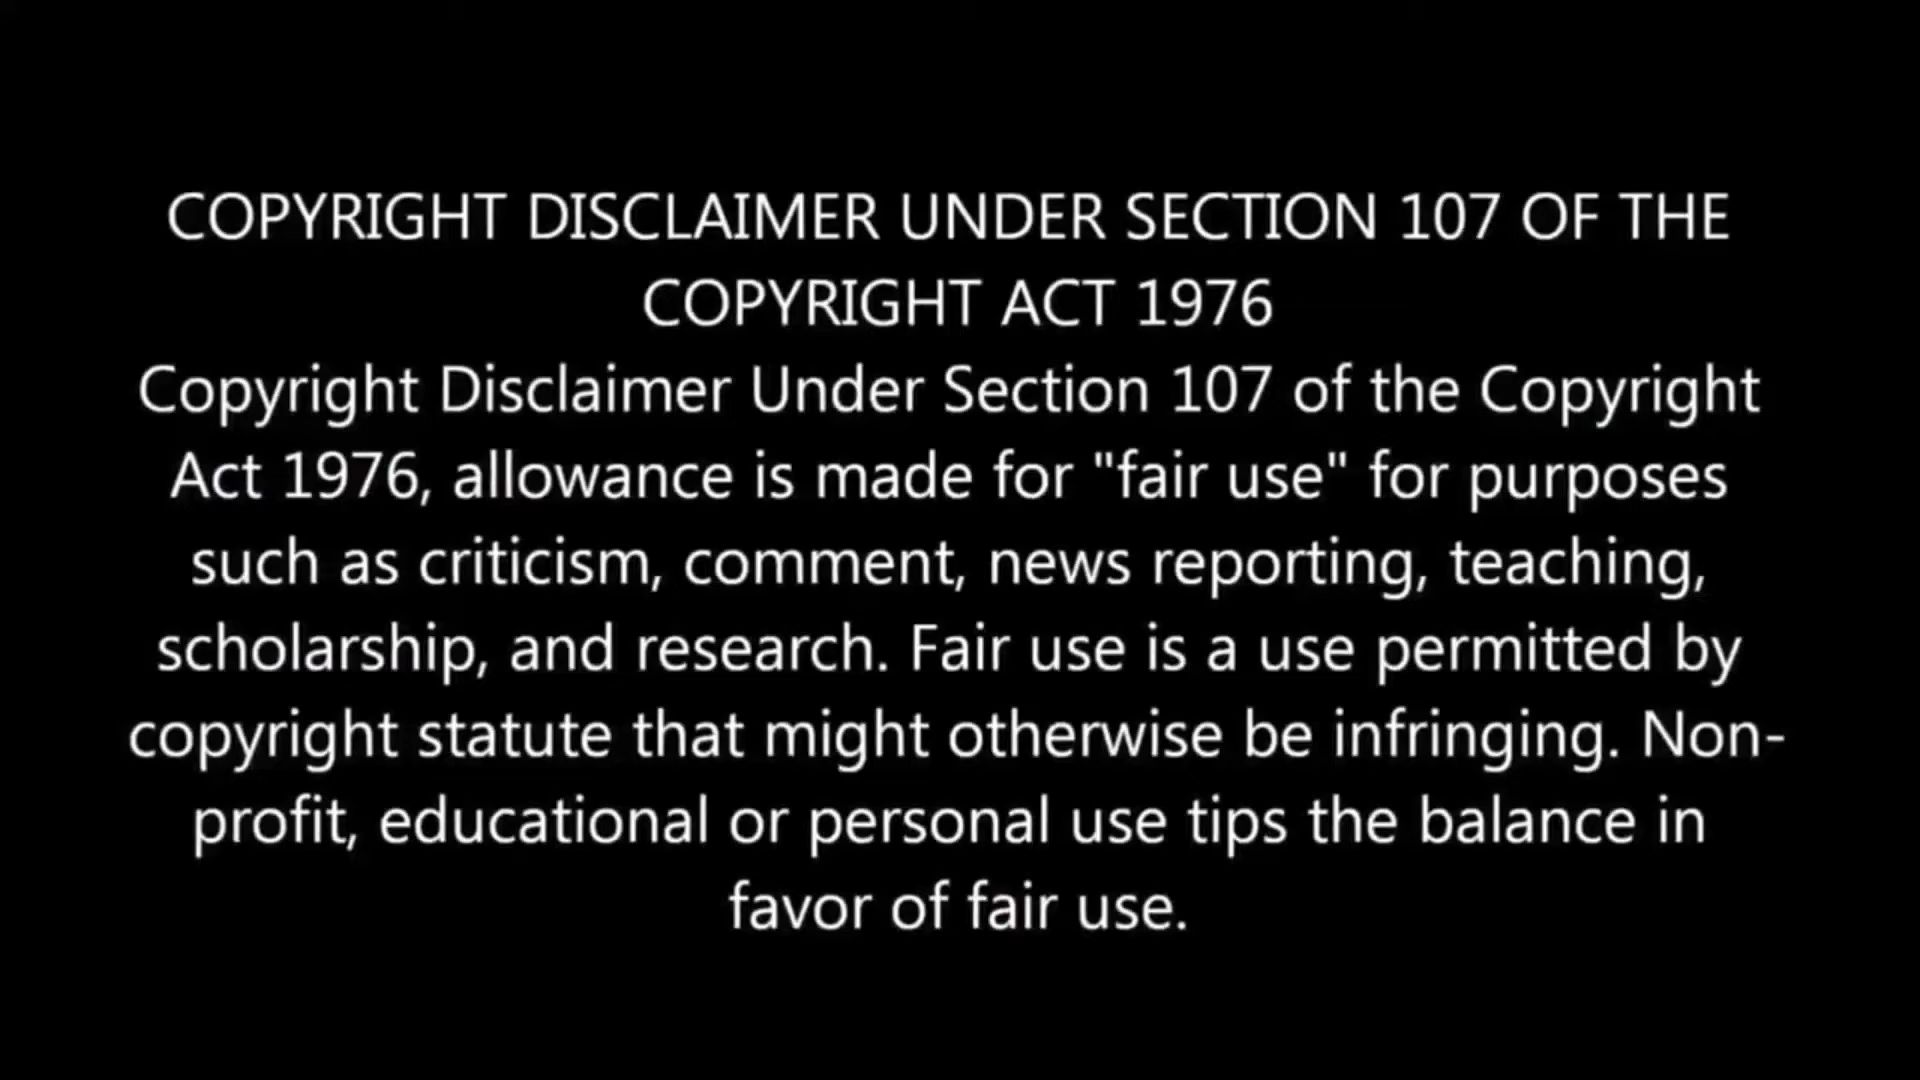 COPYRIGHT DISCLAIMER UNDER SECTION 107 OF THE
COPYRIGHT ACT 1976
Copyright Disclaimer Under Section 107 of the Copyright
Act 1976, allowance is made for "fair use" for purposes
such as criticism, comment, news reporting, teaching,
scholarship, and research. Fair use is a use permitted by
copyright statute that might otherwise be infringing. Non-
profit, educational or personal use tips the balance in
favor of fair use.